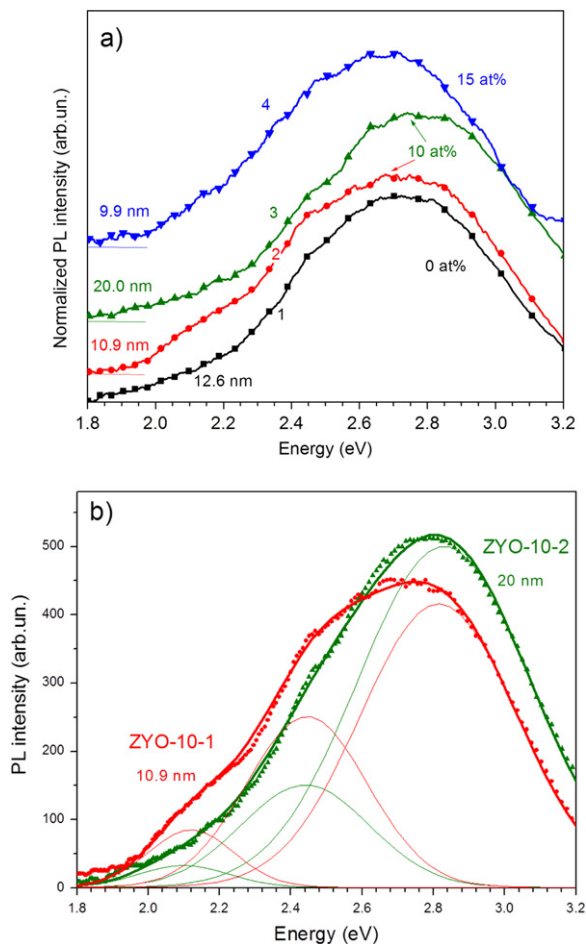 a)
Normalized PL intensity (arb.un.)
4
15 at%
10 at%
9.9 nm
3
2
0 at%
20.0 nm
1
10.9 nm
12.6 nm
1.8 2.0 2.2 2.4 2.6 2.8 3.0 3.2
Energy (eV)
b)
PL intensity (arb.un.)
500
400
300
200
100
0
ZYO-10-2
20 nm
ZYO-10-1
10.9 nm
1.8 2.0 2.2 2.4 2.6 2.8 3.0 3.2
Energy (eV)